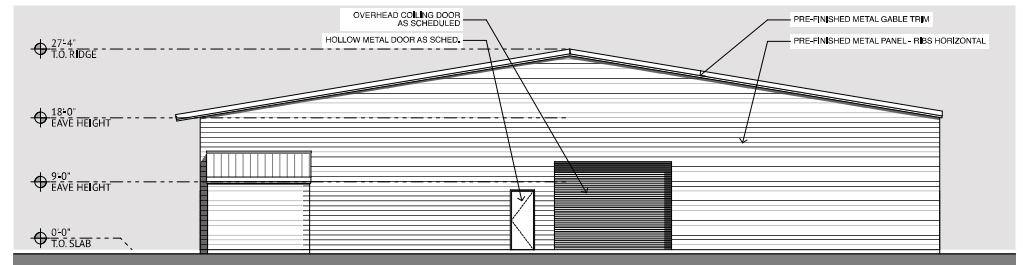 OVERHEAD COILING DOOR
AS SCHEDULED
HOLLOW METAL DOOR AS SCHED.
PRE-FINISHED METAL GABLE TRIM
PRE-FINISHED METAL PANEL - RIBS HORIZONTAL
27'-4"
T.O. RIDGE
18'-0"
EAVE HEIGHT
9'-0"
EAVE HEIGHT
0'-0"
T.O. SLAB